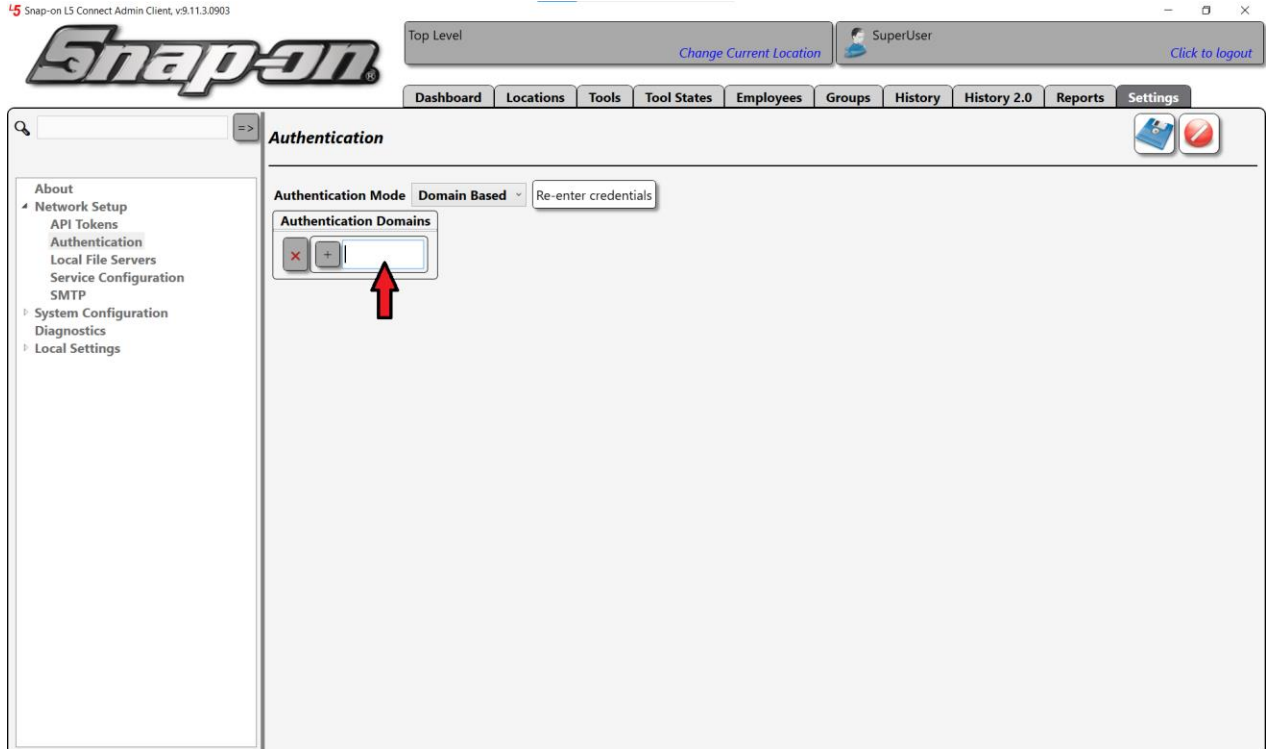 L5 Snap-on L5 Connect Admin Client, v:9.11.3.0903
Snap-on®
Top Level
Change Current Location
SuperUser
Click to logout
Dashboard Locations Tools Tool States Employees Groups History History 2.0 Reports Settings
=>
Authentication
About
Network Setup
API Tokens
Authentication
Local File Servers
Service Configuration
SMTP
System Configuration
Diagnostics
Local Settings
Authentication Mode Domain Based Re-enter credentials
Authentication Domains
× +